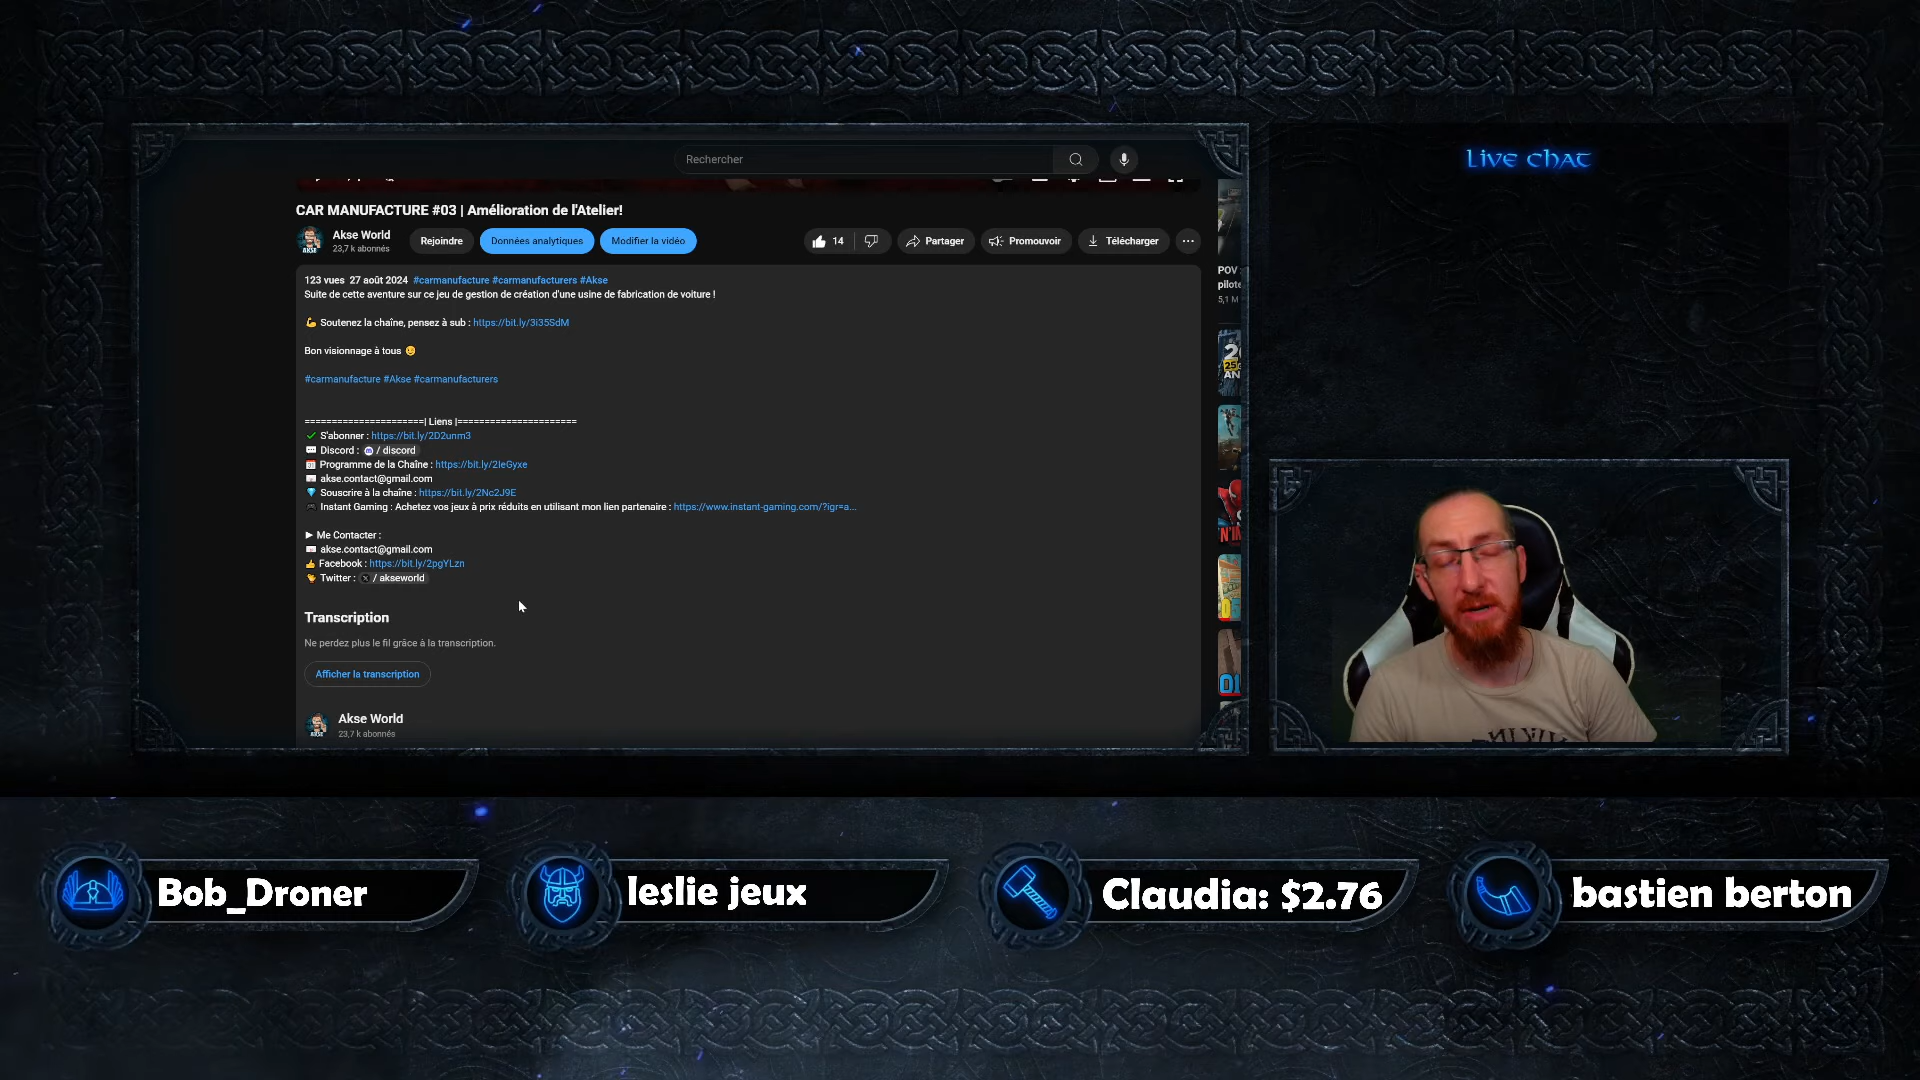 Rechercher
Live chat
CAR MANUFACTURE #03 | Amélioration de l'Atelier!
Akse World
23,7 k abonnés
Rejoindre
Données analytiques
Modifier la vidéo
14
Partager
Promouvoir
Télécharger
123 vues 27 août 2024 #carmanufacture #carmanufacturers #Akse
Suite de cette aventure sur ce jeu de gestion de création d'une usine de fabrication de voiture !
💪 Soutenez la chaîne, pensez à sub : https://bit.ly/3i35SdM
Bon visionnage à tous 😉
#carmanufacture #Akse #carmanufacturers
======================| Liens |======================
S'abonner : https://bit.ly/2D2unm3
Discord : / discord
Programme de la Chaîne : https://bit.ly/2IeGyxe
akse.contact@gmail.com
Souscrire à la chaîne : https://bit.ly/2Nc2J9E
Instant Gaming : Achetez vos jeux à prix réduits en utilisant mon lien partenaire : https://www.instant-gaming.com/?igr=a...
▶ Me Contacter :
akse.contact@gmail.com
Facebook : https://bit.ly/2pgYLzn
Twitter : / akseworld
Transcription
Ne perdez plus le fil grâce à la transcription.
Afficher la transcription
Akse World
23,7 k abonnés
POV
pilote
5,1 M
Bob_Droner
leslie jeux
Claudia: $2.76
bastien berton